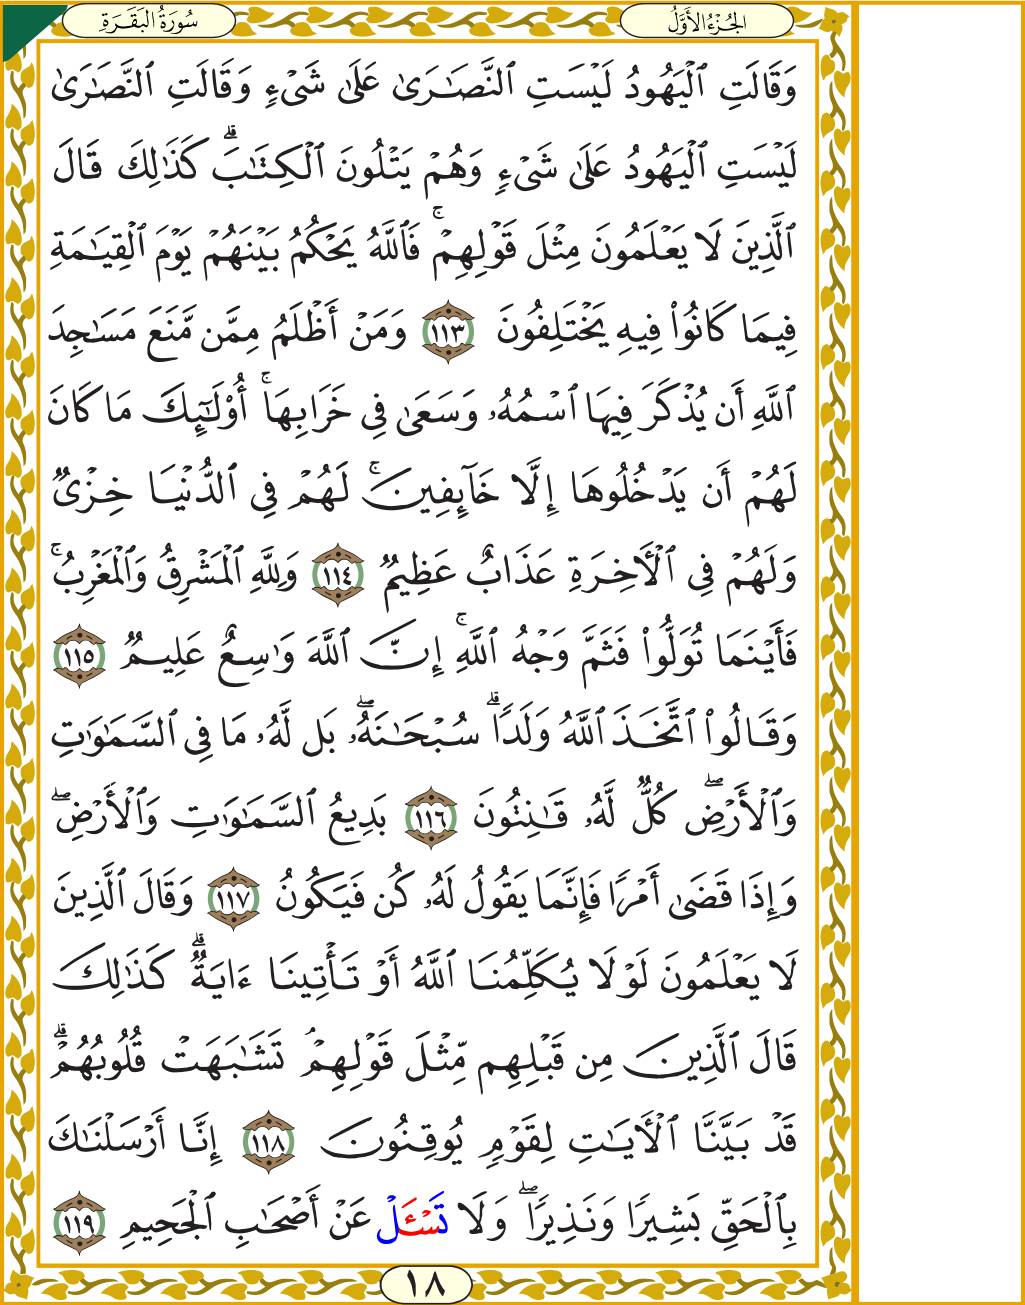 الجُزْءُ الأَوَّلُ
سُورَةُ البَقَرَةِ
وَقَالَتِ ٱلْيَهُودُ لَيْسَتِ ٱلنَّصَـٰرَىٰ عَلَىٰ شَىْءٍ وَقَالَتِ ٱلنَّصَـٰرَىٰ
لَيْسَتِ ٱلْيَهُودُ عَلَىٰ شَىْءٍ وَهُمْ يَتْلُونَ ٱلْكِتَـٰبَ ۗ كَذَٰلِكَ قَالَ
ٱلَّذِينَ لَا يَعْلَمُونَ مِثْلَ قَوْلِهِمْ ۚ فَٱللَّهُ يَحْكُمُ بَيْنَهُمْ يَوْمَ ٱلْقِيَـٰمَةِ
فِيمَا كَانُوا۟ فِيهِ يَخْتَلِفُونَ ١١٣ وَمَنْ أَظْلَمُ مِمَّن مَّنَعَ مَسَـٰجِدَ
ٱللَّهِ أَن يُذْكَرَ فِيهَا ٱسْمُهُۥ وَسَعَىٰ فِى خَرَابِهَا ۚ أُو۟لَـٰٓئِكَ مَا كَانَ
لَهُمْ أَن يَدْخُلُوهَا إِلَّا خَآئِفِينَ ۚ لَهُمْ فِى ٱلدُّنْيَا خِزْىٌ
وَلَهُمْ فِى ٱلْـَٔاخِرَةِ عَذَابٌ عَظِيمٌ ١١٤ وَلِلَّهِ ٱلْمَشْرِقُ وَٱلْمَغْرِبُ ۚ
فَأَيْنَمَا تُوَلُّوا۟ فَثَمَّ وَجْهُ ٱللَّهِ ۚ إِنَّ ٱللَّهَ وَٰسِعٌ عَلِيمٌ ١١٥
وَقَالُوا۟ ٱتَّخَذَ ٱللَّهُ وَلَدًا ۗ سُبْحَـٰنَهُۥ ۖ بَل لَّهُۥ مَا فِى ٱلسَّمَـٰوَٰتِ
وَٱلْأَرْضِ ۖ كُلٌّ لَّهُۥ قَـٰنِتُونَ ١١٦ بَدِيعُ ٱلسَّمَـٰوَٰتِ وَٱلْأَرْضِ ۖ
وَإِذَا قَضَىٰ أَمْرًا فَإِنَّمَا يَقُولُ لَهُۥ كُن فَيَكُونُ ١١٧ وَقَالَ ٱلَّذِينَ
لَا يَعْلَمُونَ لَوْلَا يُكَلِّمُنَا ٱللَّهُ أَوْ تَأْتِينَا ءَايَةٌ ۗ كَذَٰلِكَ
قَالَ ٱلَّذِينَ مِن قَبْلِهِم مِّثْلَ قَوْلِهِمْ ۘ تَشَـٰبَهَتْ قُلُوبُهُمْ ۗ
قَدْ بَيَّنَّا ٱلْـَٔايَـٰتِ لِقَوْمٍ يُوقِنُونَ ١١٨ إِنَّا أَرْسَلْنَـٰكَ
بِٱلْحَقِّ بَشِيرًا وَنَذِيرًا ۖ وَلَا تَسْـَٔلْ عَنْ أَصْحَـٰبِ ٱلْجَحِيمِ ١١٩
١٨